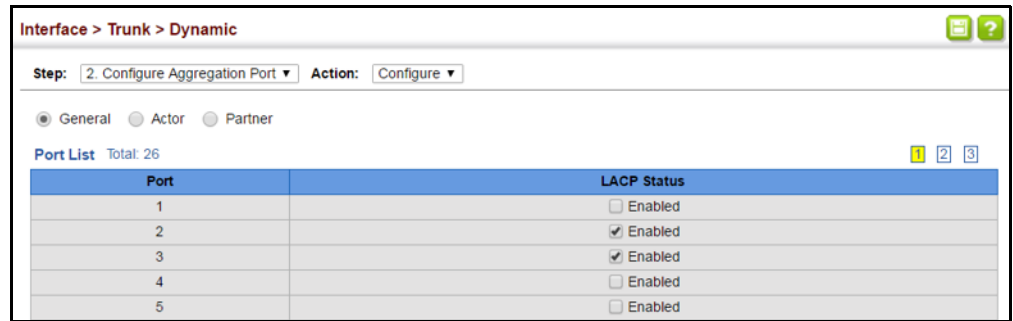 Interface > Trunk > Dynamic
?
Step: 2. Configure Aggregation Port ▼ Action: Configure ▼
General Actor Partner
Port List Total: 26 1 2 3
Port LACP Status
1 Enabled
2 Enabled
3 Enabled
4 Enabled
5 Enabled